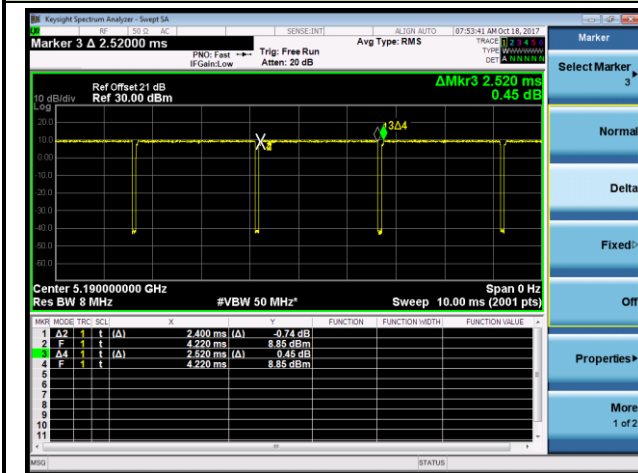 Keysight Spectrum Analyzer - Swept SA
RF 50 Ω AC SENSE:INT ALIGN AUTO 07:53:41 AM Oct 18, 2017
Marker 3 Δ 2.52000 ms
PNO: Fast
IFGain:Low
Trig: Free Run
Atten: 20 dB
Avg Type: RMS
TRACE 1 2 3 4 5 6
TYPE
DET A N N N N N
ΔMkr3 2.520 ms
0.45 dB
Ref Offset 21 dB
Ref 30.00 dBm
10 dB/div
Log
20.0
10.0
0.00
-10.0
-20.0
-30.0
-40.0
-50.0
-60.0
3Δ4
Center 5.190000000 GHz
Span 0 Hz
Res BW 8 MHz
#VBW 50 MHz*
Sweep 10.00 ms (2001 pts)
MKR MODE TRC SCL X Y FUNCTION FUNCTION WIDTH FUNCTION VALUE
1 Δ2 1 t (Δ) 2.400 ms (Δ) -0.74 dB
2 F 1 t 4.220 ms 8.85 dBm
3 Δ4 1 t (Δ) 2.520 ms (Δ) 0.45 dB
4 F 1 t 4.220 ms 8.85 dBm
5
6
7
8
9
10
11
MSG
STATUS
Marker
Select Marker
3
Normal
Delta
Fixed
Off
Properties
More
1 of 2